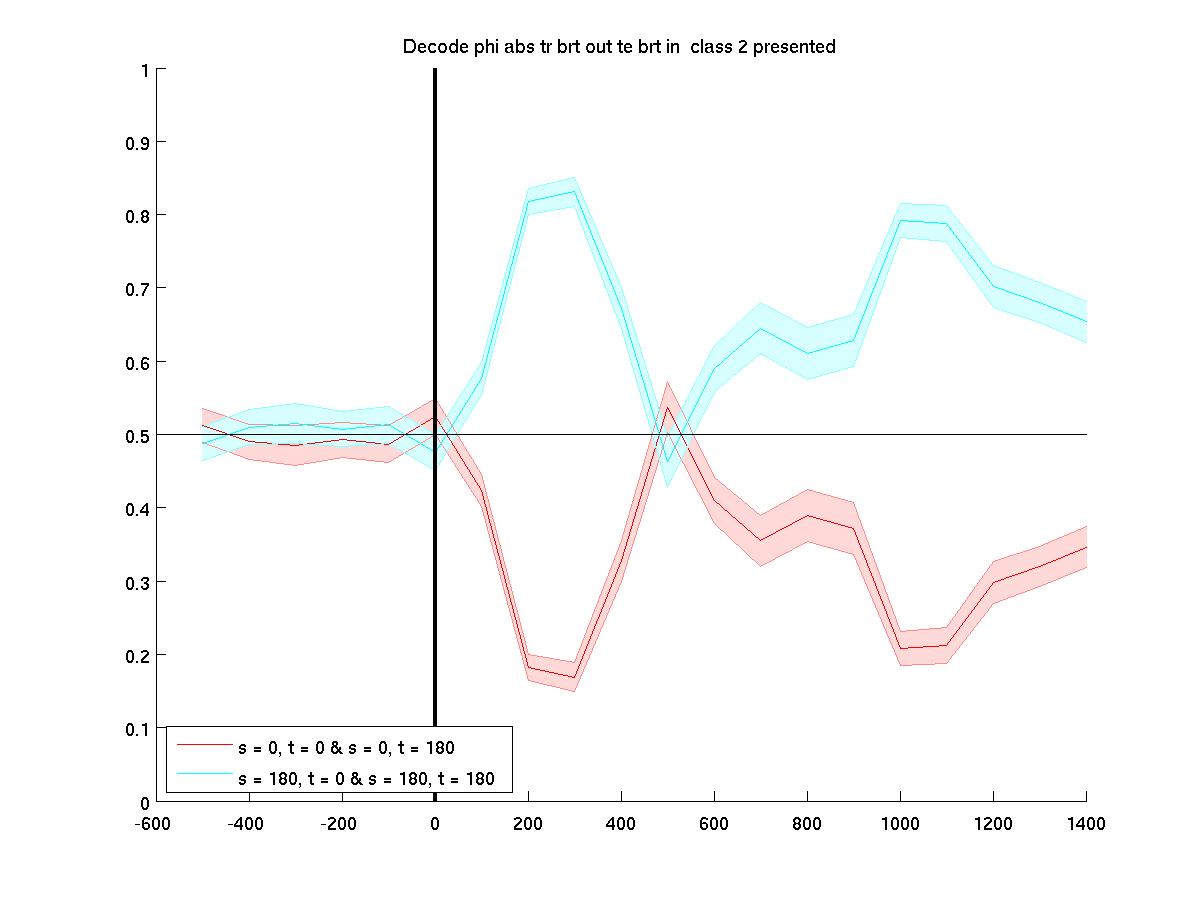 Decode phi abs tr brt out te brt in  class 2 presented
1
0.9
0.8
0.7
0.6
0.5
0.4
0.3
0.2
0.1
0
s = 0, t = 0 & s = 0, t = 180
s = 180, t = 0 & s = 180, t = 180
-600 -400 -200 0 200 400 600 800 1000 1200 1400